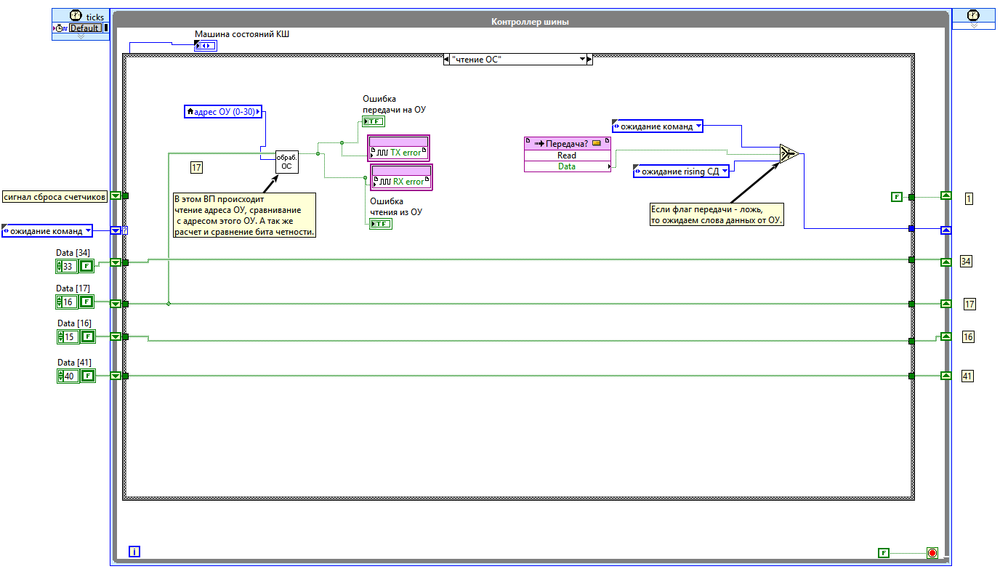 ticks
Default
Контроллер шины
Машина состояний КШ
"чтение ОС"
Ошибка
передачи на ОУ
TF
адрес ОУ (0-30)
обраб.
ОС
TX error
RX error
Ошибка
чтения из ОУ
TF
17
В этом ВП происходит
чтение адреса ОУ, сравнивание
с адресом этого ОУ. А так же
расчет и сравнение бита четности.
Передача?
Read
Data
ожидание команд
ожидание rising СД
?
T
F
Если флаг передачи - ложь,
то ожидаем слова данных от ОУ.
сигнал сброса счетчиков
F
1
ожидание команд
?
Data [34]
33
F
34
Data [17]
16
F
17
Data [16]
15
F
16
Data [41]
40
F
41
i
F